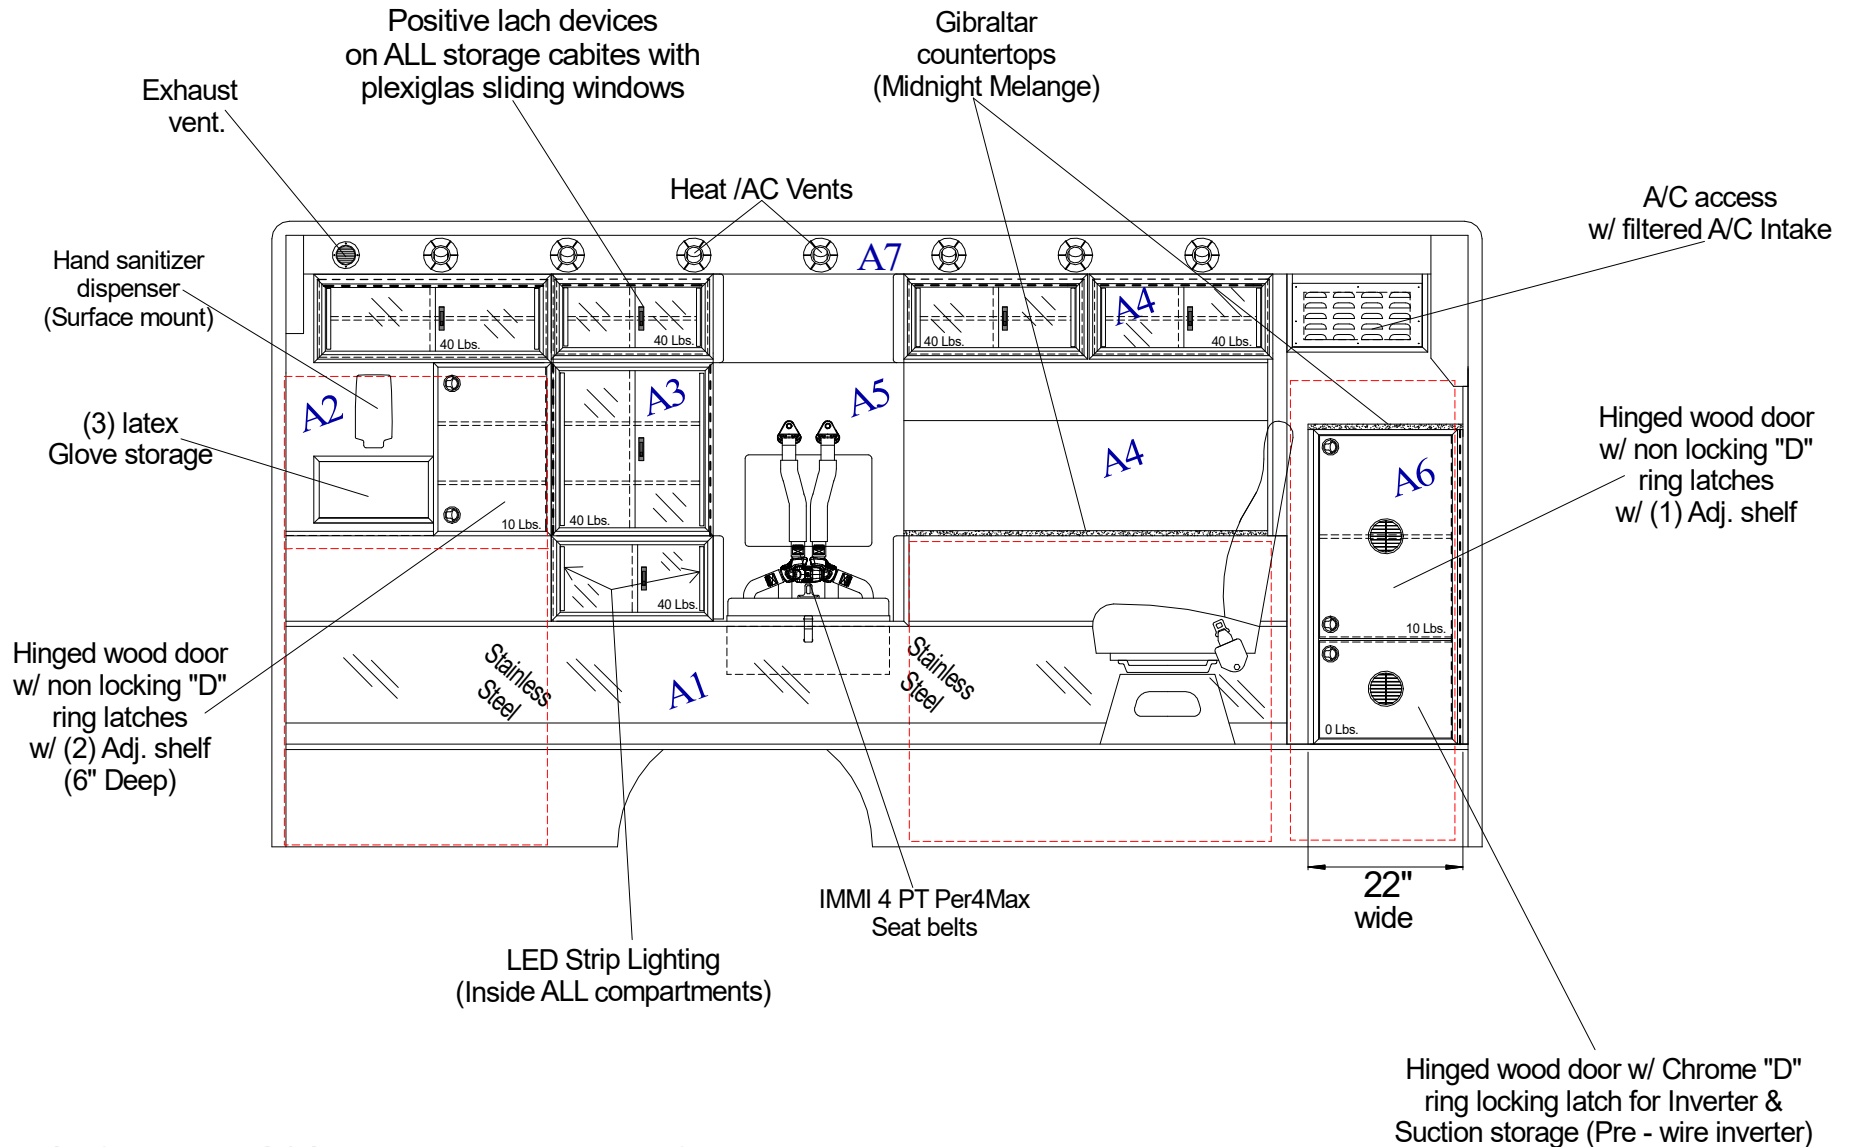 Positive lach devices
on ALL storage cabites with
plexiglas sliding windows
Gibraltar
countertops
(Midnight Melange)
Exhaust
vent.
Heat /AC Vents
A/C access
w/ filtered A/C Intake
Hand sanitizer
dispenser
(Surface mount)
A7
A4
40 Lbs.
40 Lbs.
40 Lbs.
40 Lbs.
A2
A3
A5
(3) latex
Glove storage
A4
A6
Hinged wood door
w/ non locking "D"
ring latches
w/ (1) Adj. shelf
10 Lbs.
40 Lbs.
40 Lbs.
10 Lbs.
Hinged wood door
w/ non locking "D"
ring latches
w/ (2) Adj. shelf
(6" Deep)
Stainless
Steel
A1
Stainless
Steel
0 Lbs.
22"
wide
IMMI 4 PT Per4Max
Seat belts
LED Strip Lighting
(Inside ALL compartments)
Hinged wood door w/ Chrome "D"
ring locking latch for Inverter &
Suction storage (Pre - wire inverter)